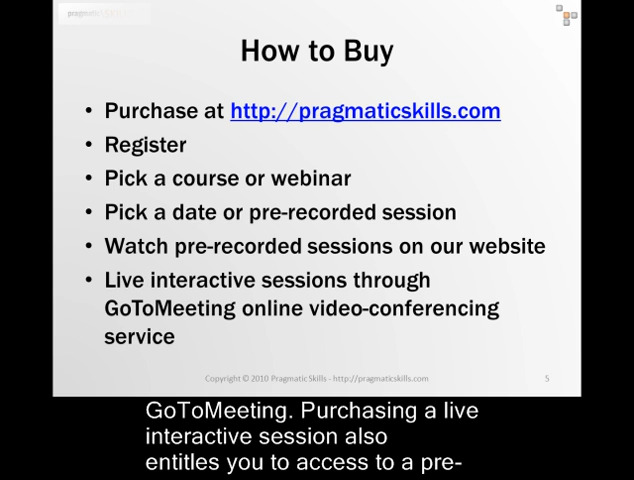 How to Buy
• Purchase at http://pragmaticskills.com
• Register
• Pick a course or webinar
• Pick a date or pre-recorded session
• Watch pre-recorded sessions on our website
• Live interactive sessions through
GoToMeeting online video-conferencing
service
Copyright © 2010 Pragmatic Skills - http://pragmaticskills.com
5
GoToMeeting. Purchasing a live
interactive session also
entitles you to access to a pre-